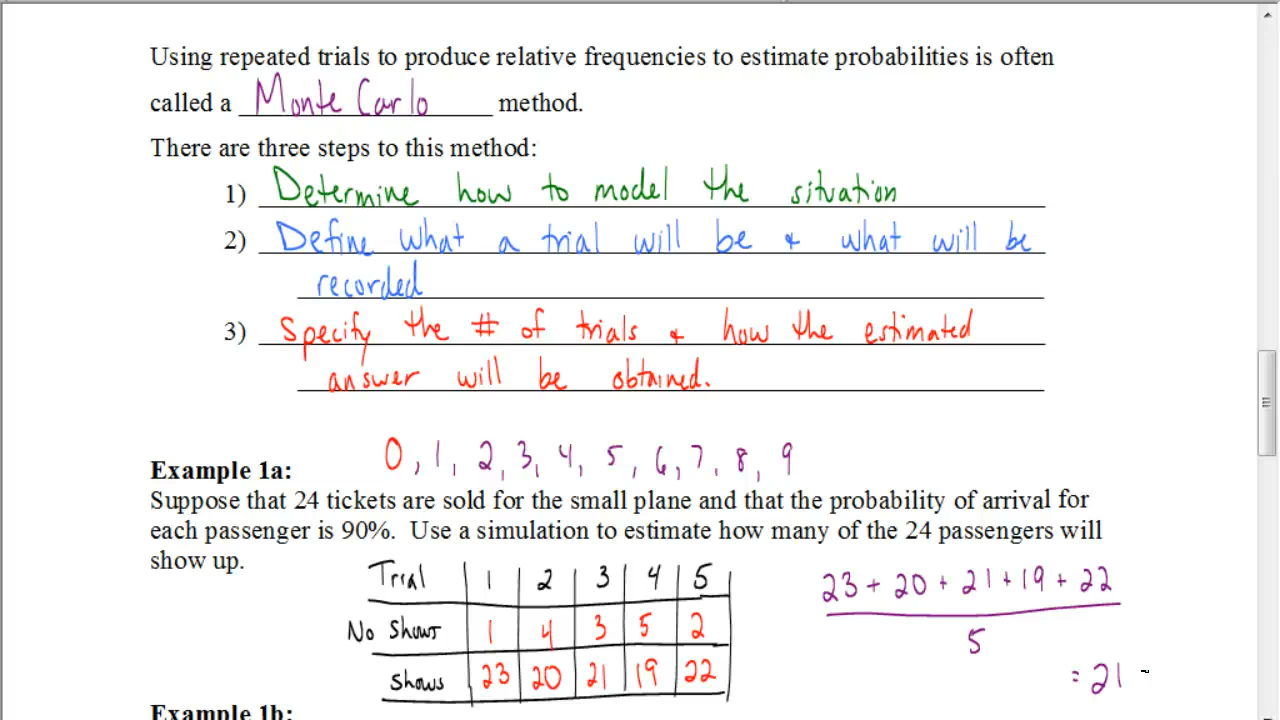 Using repeated trials to produce relative frequencies to estimate probabilities is often
called a Monte Carlo method.
There are three steps to this method:
1) Determine how to model the situation
2) Define what a trial will be & what will be
recorded
3) Specify the # of trials & how the estimated
answer will be obtained.
0, 1, 2, 3, 4, 5, 6, 7, 8, 9
Example 1a:
Suppose that 24 tickets are sold for the small plane and that the probability of arrival for
each passenger is 90%. Use a simulation to estimate how many of the 24 passengers will
show up.
Trial 1 2 3 4 5
No Shows 1 4 3 5 2
Shows 23 20 21 19 22
23 + 20 + 21 + 19 + 22
5
= 21
Example 1b: